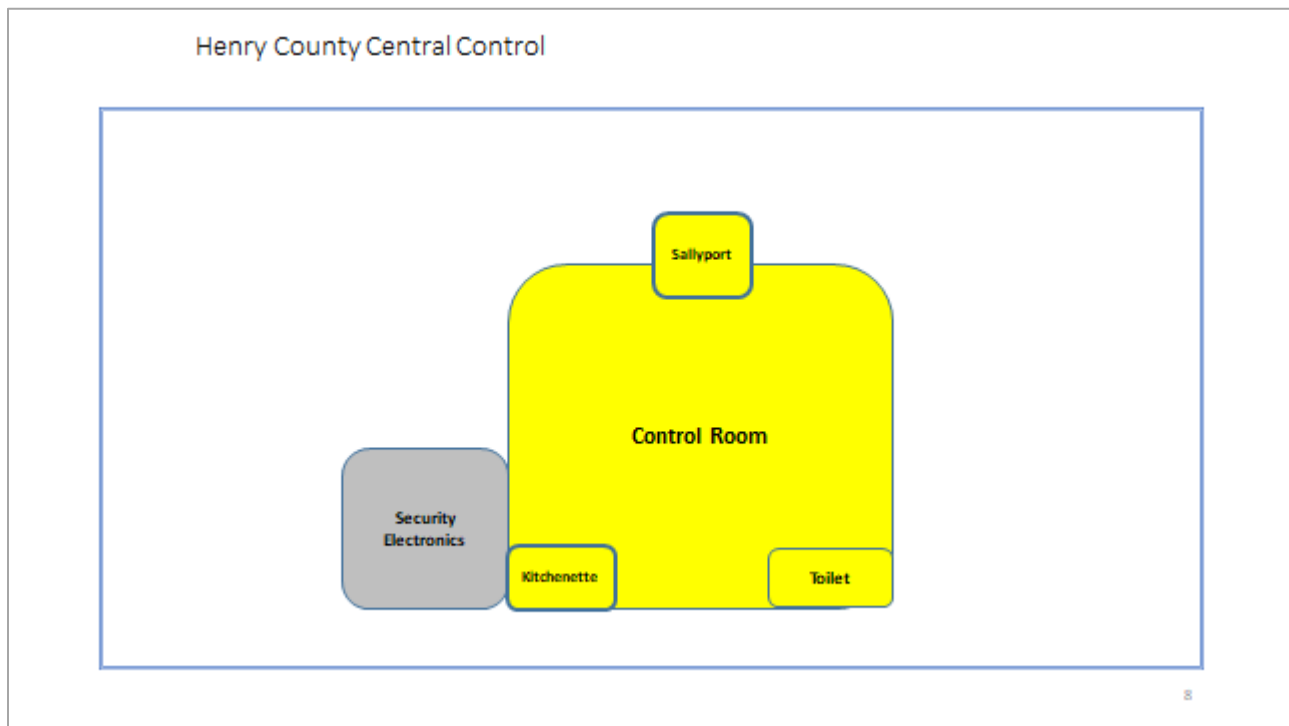 Henry County Central Control
Sallyport
Control Room
Security
Electronics
Kitchenette
Toilet
8